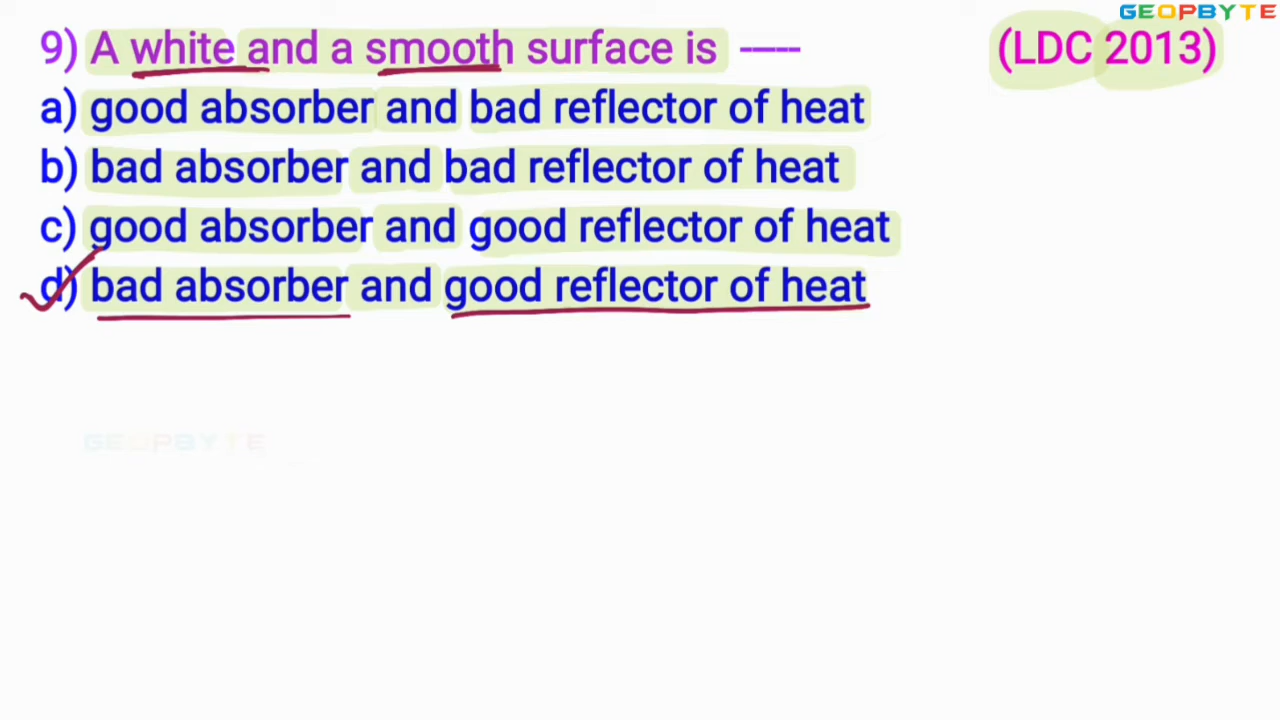 GEOPBYTE
9) A white and a smooth surface is ----- (LDC 2013)
a) good absorber and bad reflector of heat
b) bad absorber and bad reflector of heat
c) good absorber and good reflector of heat
d) bad absorber and good reflector of heat
GEOPBYTE